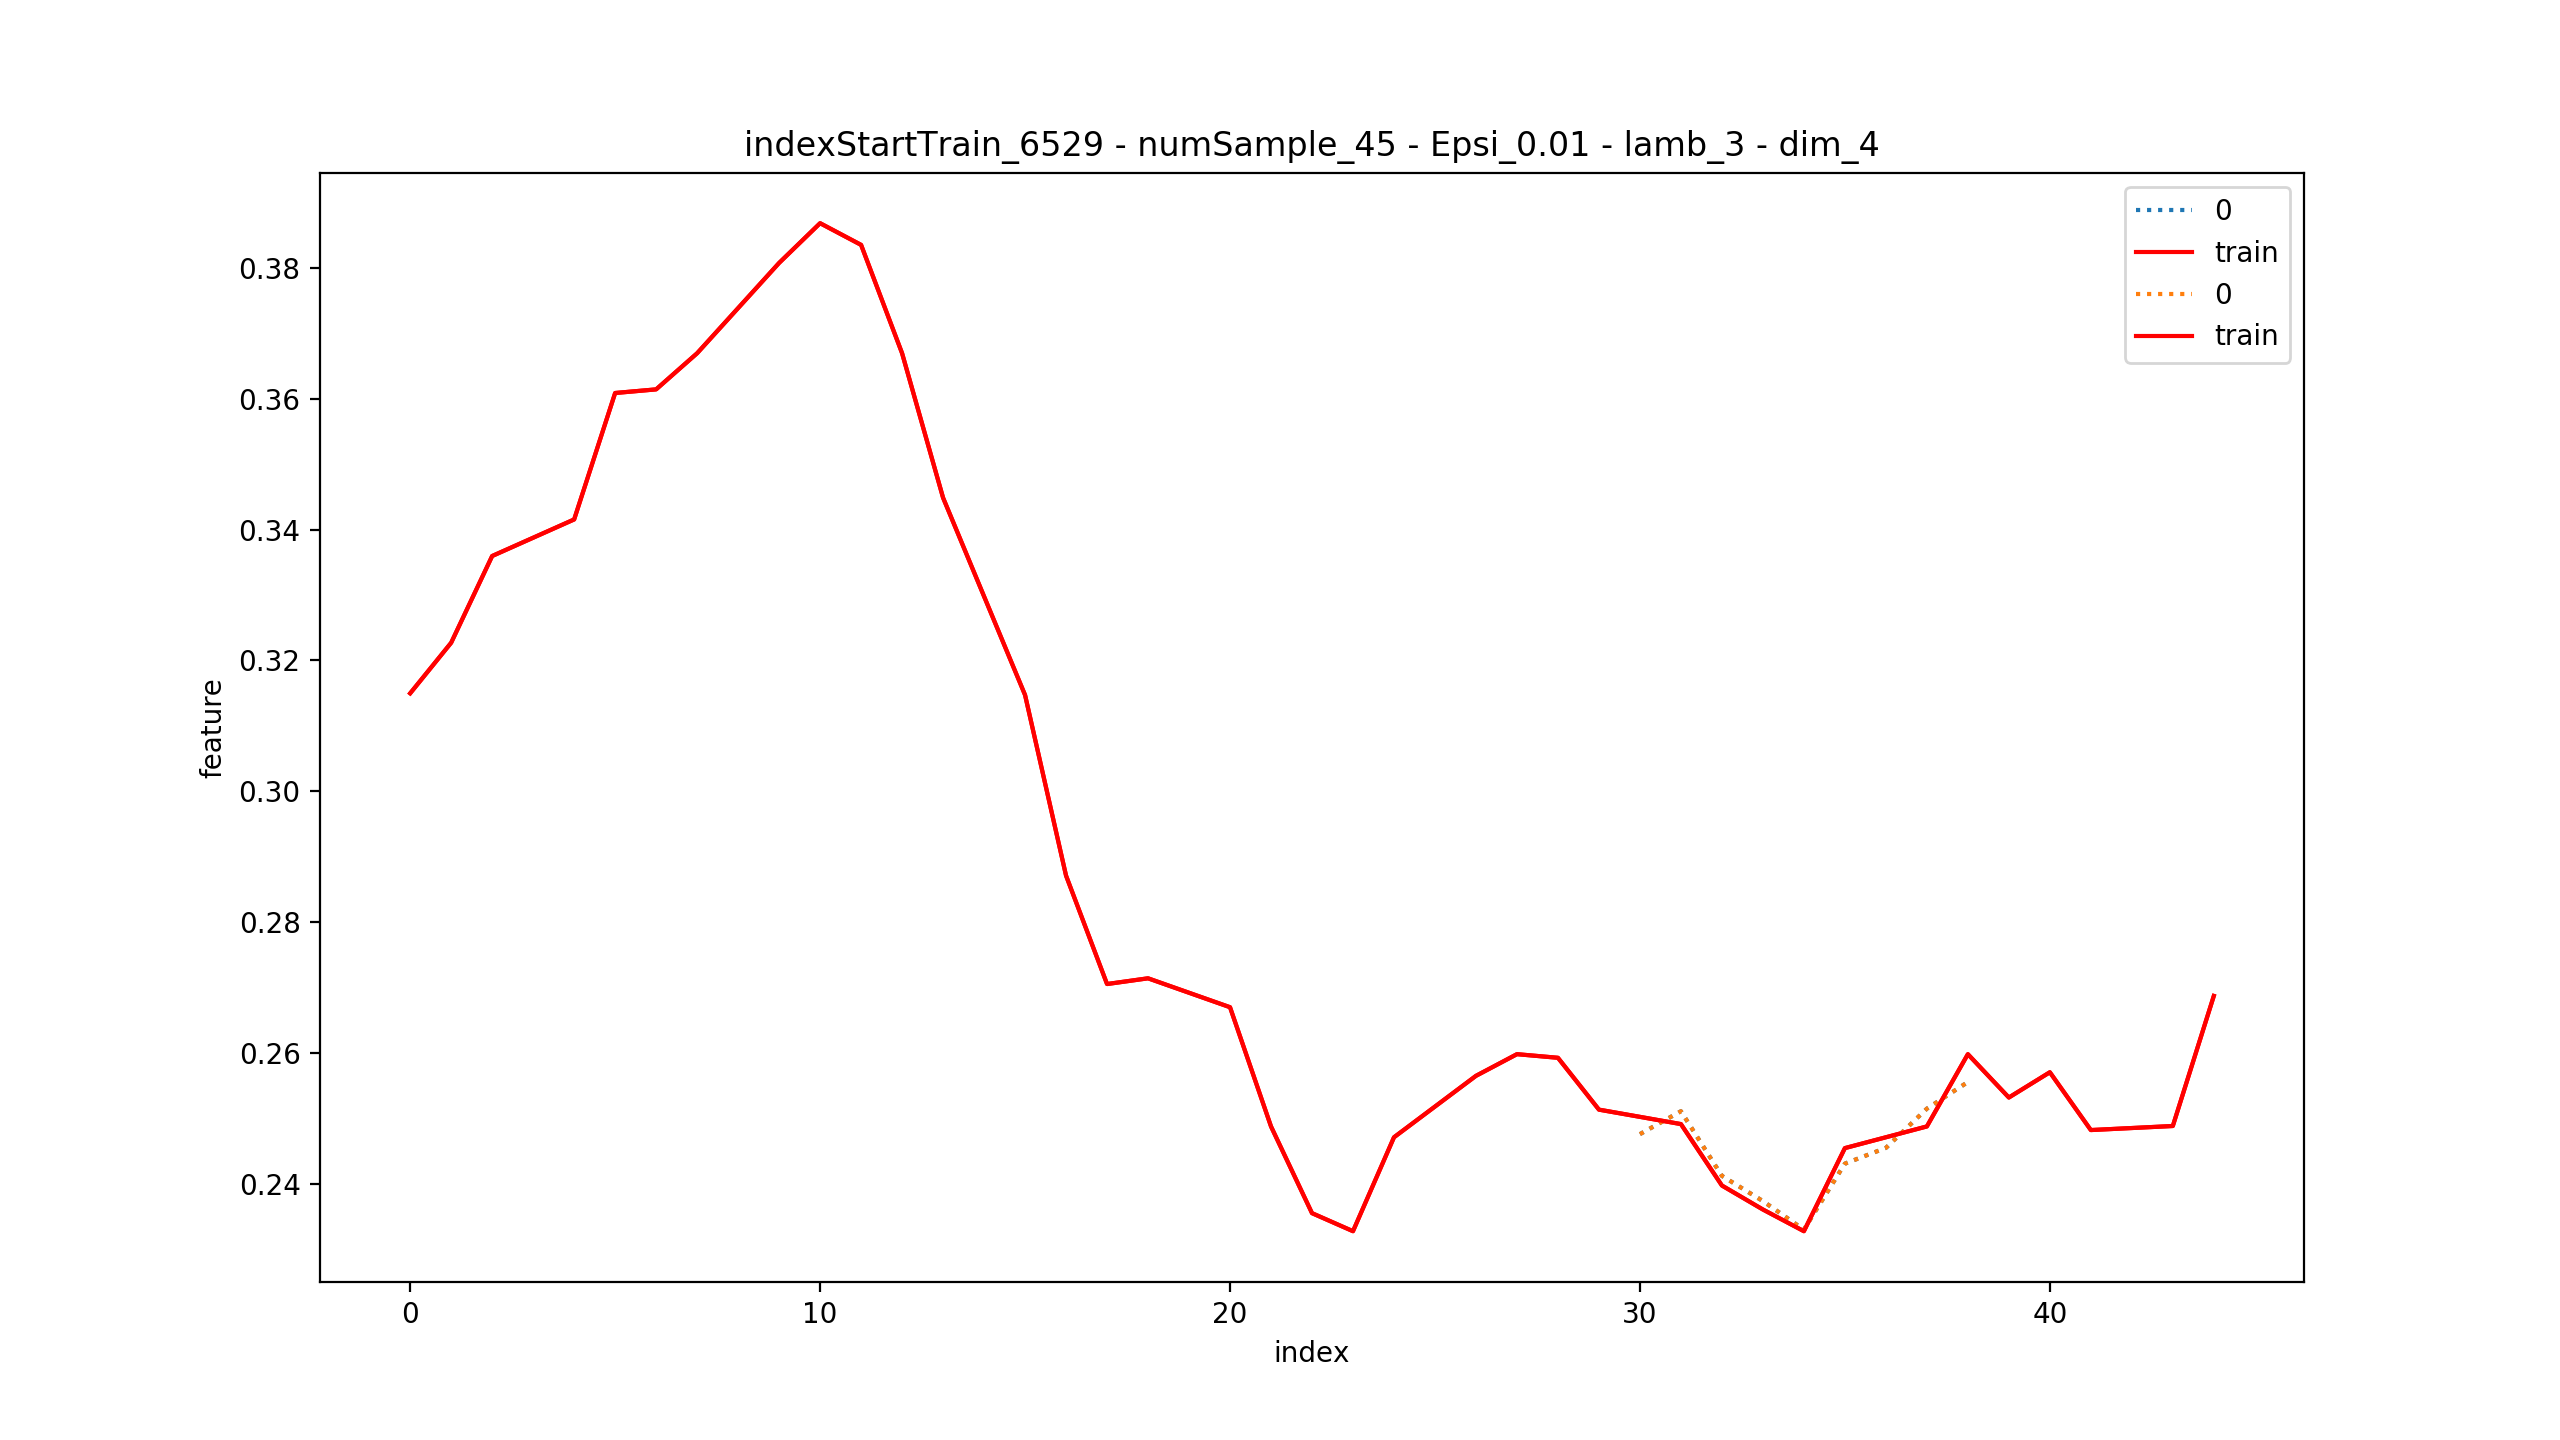 indexStartTrain_6529 - numSample_45 - Epsi_0.01 - lamb_3 - dim_4
0
train
0
train
0.38
0.36
0.34
0.32
0.30
0.28
0.26
0.24
feature
0 10 20 30 40
index